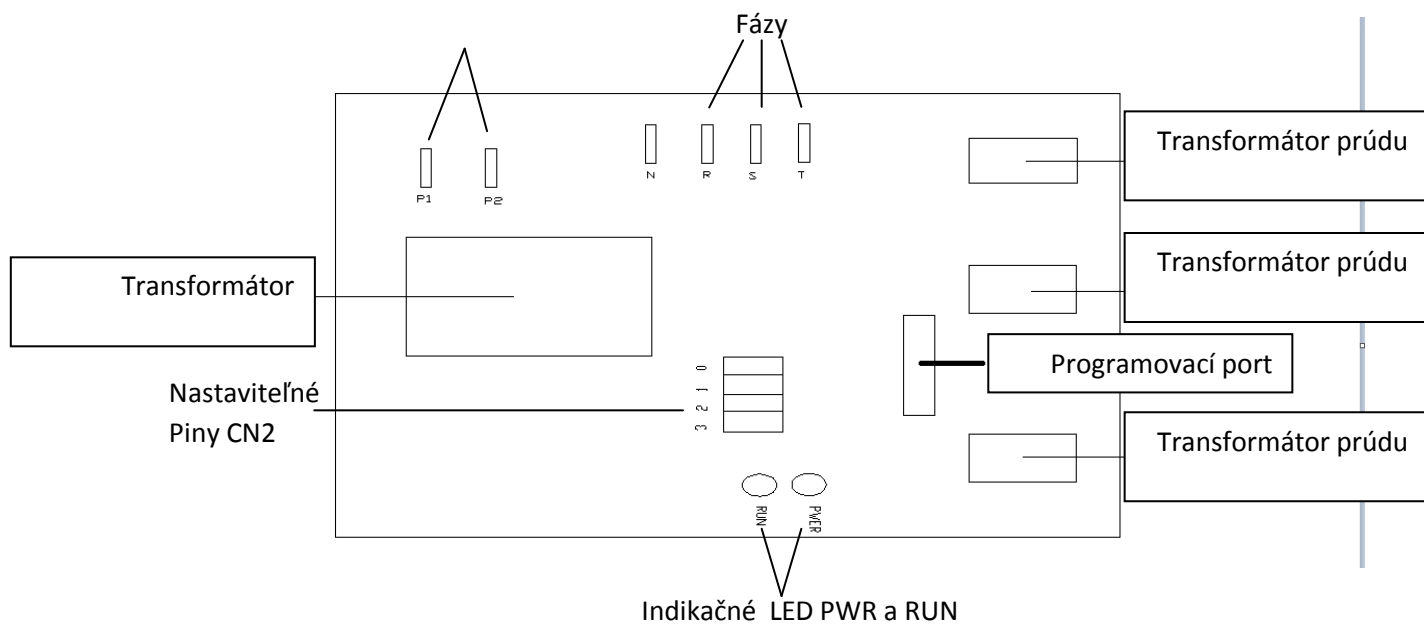 Fázy
Transformátor prúdu
N
R
S
T
P1
P2
Transformátor prúdu
Transformátor
Programovací port
0
1
2
3
Nastaviteľné
Piny CN2
Transformátor prúdu
RUN
PWER
Indikačné LED PWR a RUN